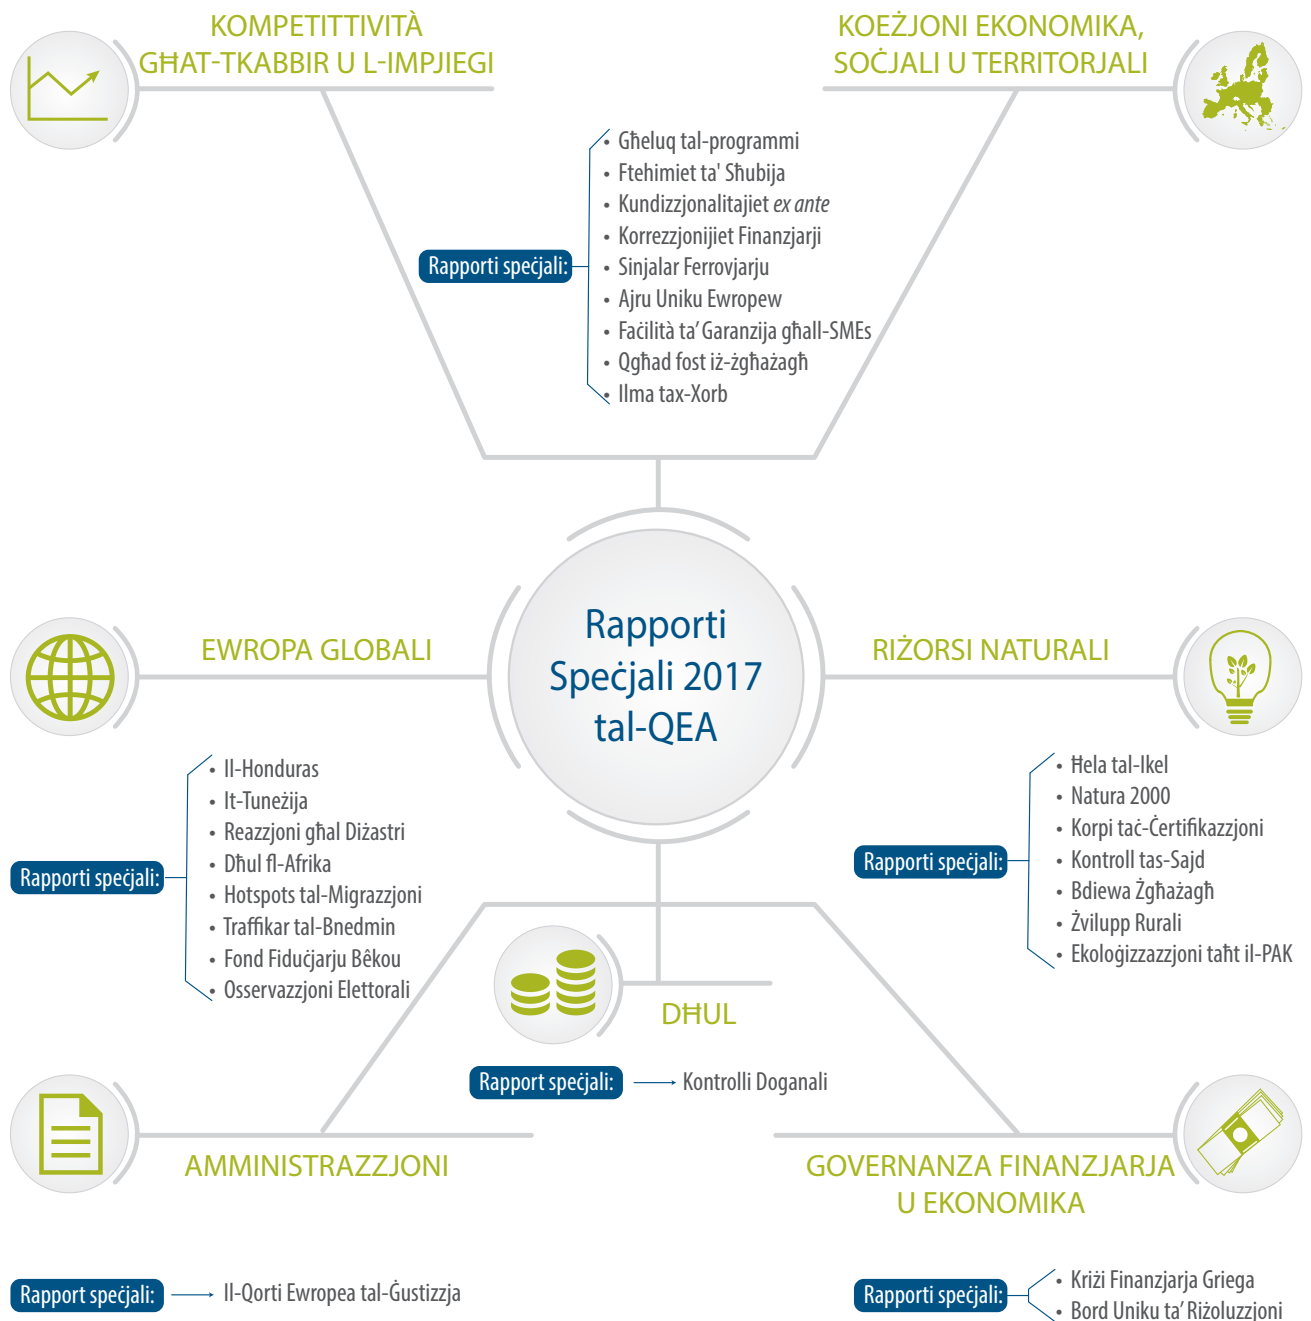 KOMPETITTIVITÀ
GĦAT-TKABBIR U L-IMPJIEGI
KOEŻJONI EKONOMIKA,
SOĊJALI U TERRITORJALI
Rapporti speċjali:
• Għeluq tal-programmi
• Ftehimiet ta' Sħubija
• Kundizzjonalitajiet ex ante
• Korrezzjonijiet Finanzjarji
• Sinjalar Ferrovjarju
• Ajru Uniku Ewropew
• Faċilità ta' Garanzija għall-SMEs
• Qgħad fost iż-żgħażagħ
• Ilma tax-Xorb
Rapporti
Speċjali 2017
tal-QEA
EWROPA GLOBALI
Rapporti speċjali:
• Il-Honduras
• It-Tuneżija
• Reazzjoni għal Diżastri
• Dħul fl-Afrika
• Hotspots tal-Migrazzjoni
• Traffikar tal-Bnedmin
• Fond Fiduċjarju Bêkou
• Osservazzjoni Elettorali
RIŻORSI NATURALI
Rapporti speċjali:
• Ħela tal-Ikel
• Natura 2000
• Korpi taċ-Ċertifikazzjoni
• Kontroll tas-Sajd
• Bdiewa Żgħażagħ
• Żvilupp Rurali
• Ekoloġizzazzjoni taħt il-PAK
DĦUL
Rapport speċjali:
Kontrolli Doganali
AMMINISTRAZZJONI
Rapport speċjali:
Il-Qorti Ewropea tal-Ġustizzja
GOVERNANZA FINANZJARJA
U EKONOMIKA
Rapporti speċjali:
• Kriżi Finanzjarja Griega
• Bord Uniku ta' Riżoluzzjoni